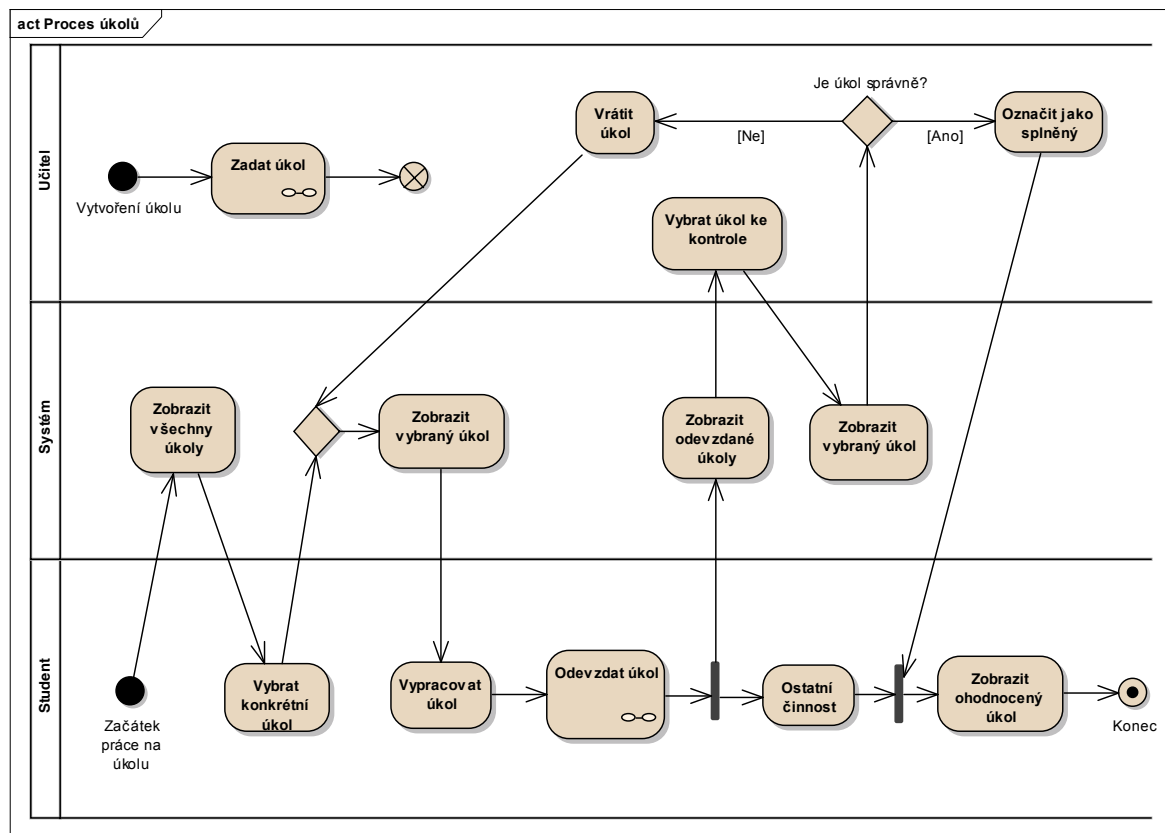 act Proces úkolů
Učitel
Vytvoření úkolu
Zadat úkol
Vrátit
úkol
[Ne]
Je úkol správně?
[Ano]
Označit jako
splněný
Vybrat úkol ke
kontrole
Systém
Zobrazit
všechny
úkoly
Zobrazit
vybraný úkol
Zobrazit
odevzdané
úkoly
Zobrazit
vybraný úkol
Student
Začátek
práce na
úkolu
Vybrat
konkrétní
úkol
Vypracovat
úkol
Odevzdat úkol
Ostatní
činnost
Zobrazit
ohodnocený
úkol
Konec